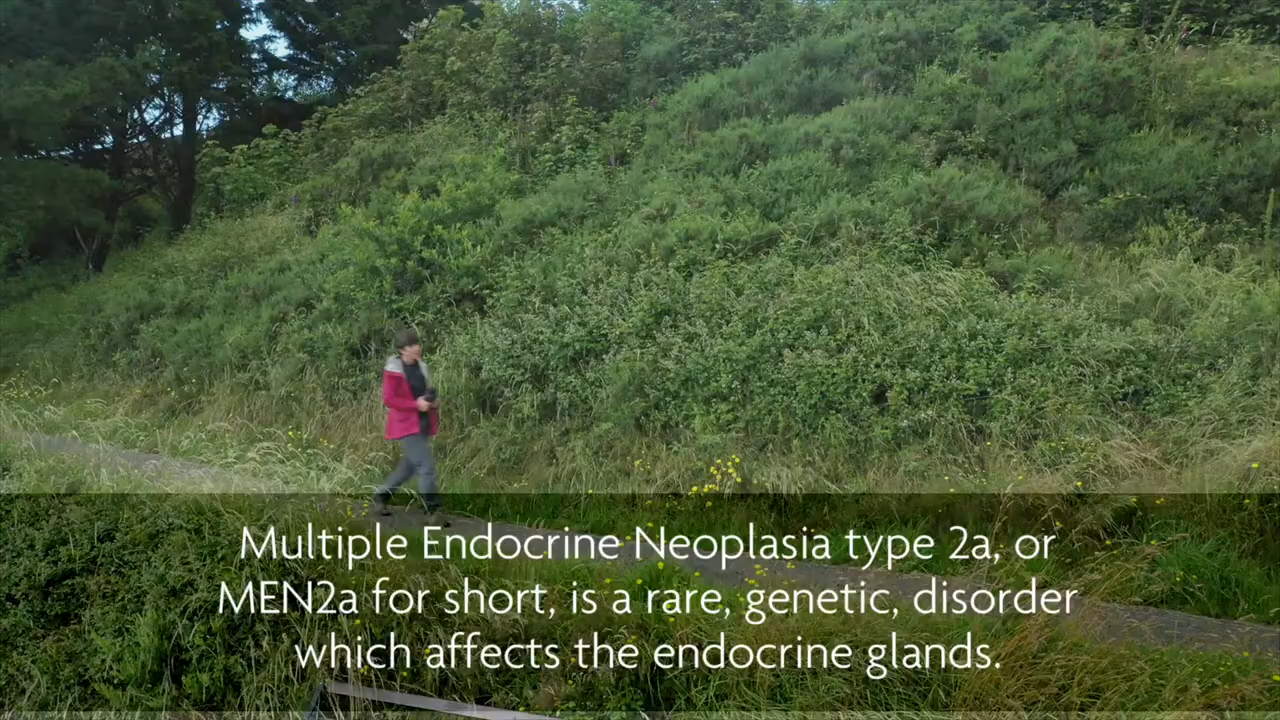 Multiple Endocrine Neoplasia type 2a, or
MEN2a for short, is a rare, genetic, disorder
which affects the endocrine glands.